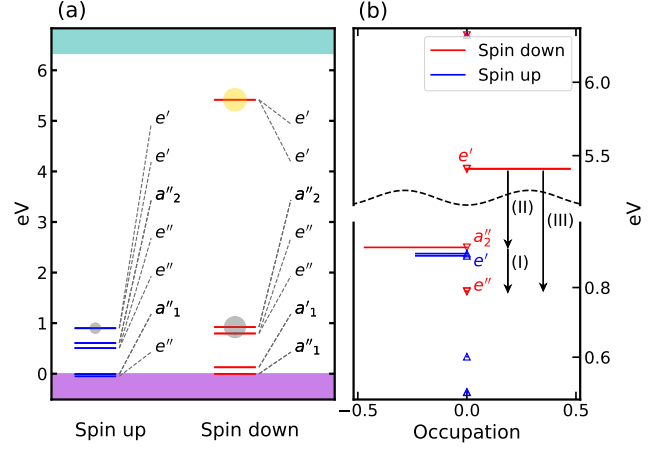 (a)
6
5
4
3
2
1
0
eV
e′
e′
a″₂
e″
e″
a″₁
e″
e′
e′
a″₂
e″
e″
a′₁
a″₁
Spin up
Spin down
(b)
Spin down
Spin up
e′
a″₂
e′
e″
(I)
(II)
(III)
6.0
5.5
0.8
0.6
eV
−0.5
0.0
0.5
Occupation